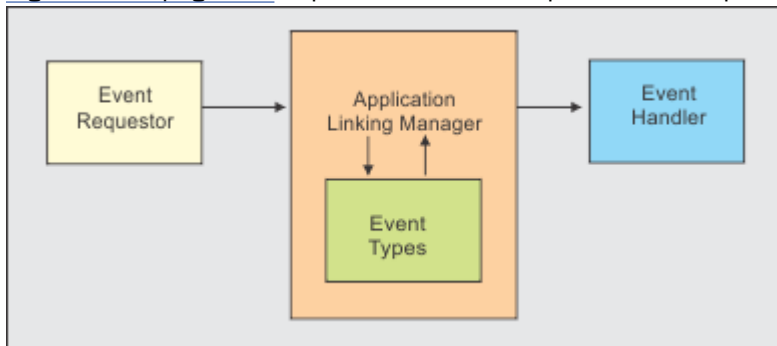 Event
Requestor
Application
Linking Manager
Event
Types
Event
Handler